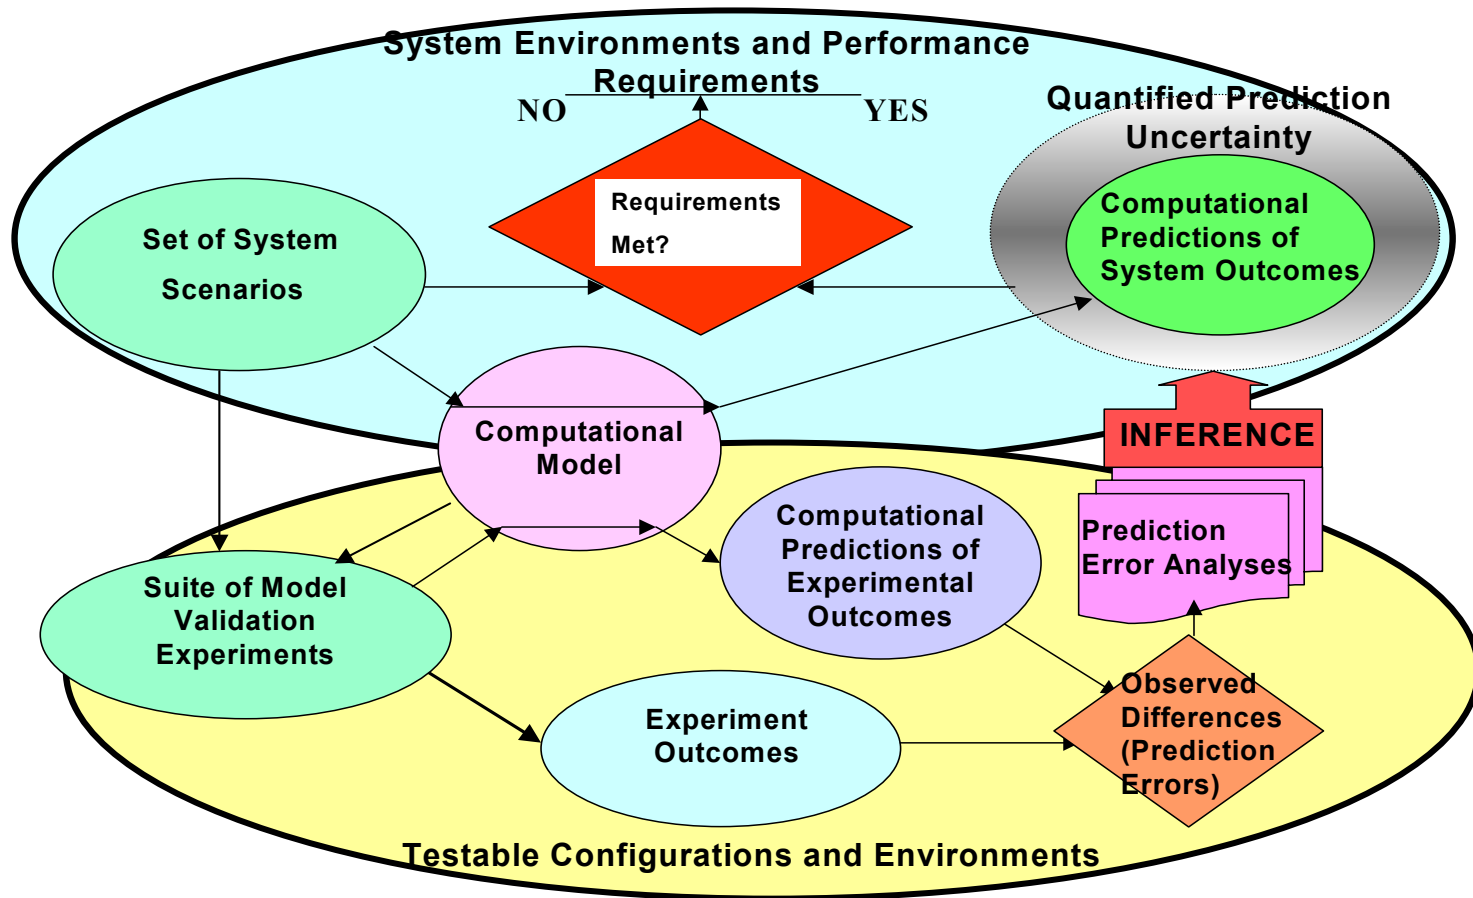 System Environments and Performance
Requirements
NO
YES
Quantified Prediction
Uncertainty
Requirements
Met?
Computational
Predictions of
System Outcomes
Set of System
Scenarios
Computational
Model
INFERENCE
Computational
Predictions of
Experimental
Outcomes
Prediction
Error Analyses
Suite of Model
Validation
Experiments
Experiment
Outcomes
Observed
Differences
(Prediction
Errors)
Testable Configurations and Environments